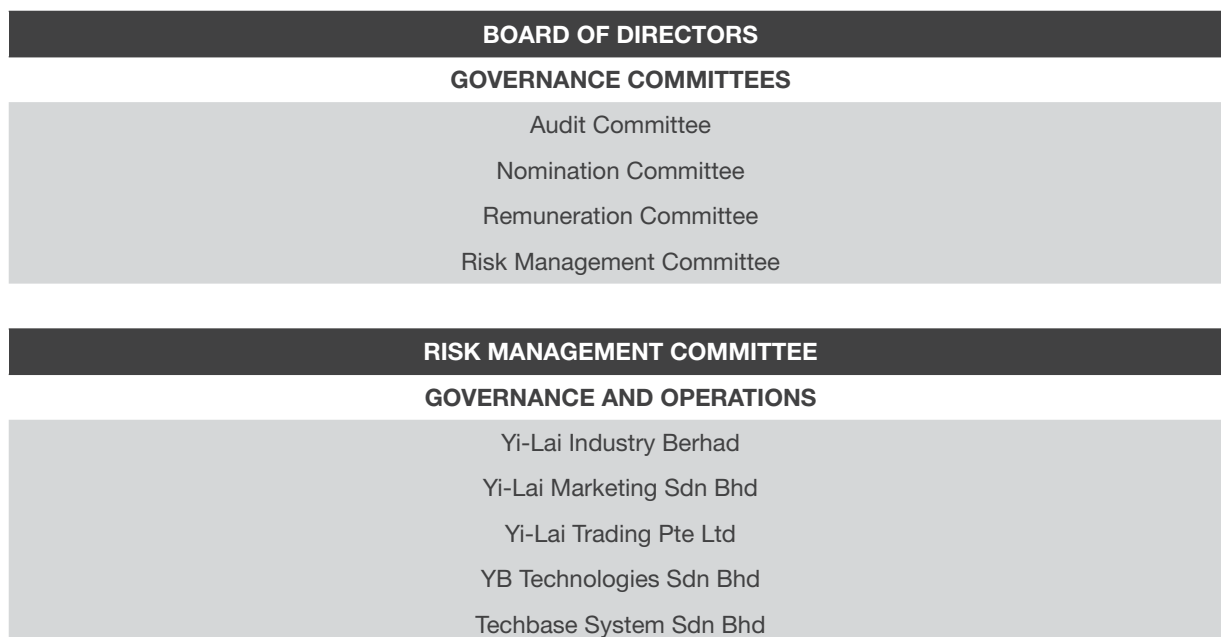 BOARD OF DIRECTORS
GOVERNANCE COMMITTEES
Audit Committee
Nomination Committee
Remuneration Committee
Risk Management Committee
RISK MANAGEMENT COMMITTEE
GOVERNANCE AND OPERATIONS
Yi-Lai Industry Berhad
Yi-Lai Marketing Sdn Bhd
Yi-Lai Trading Pte Ltd
YB Technologies Sdn Bhd
Techbase System Sdn Bhd